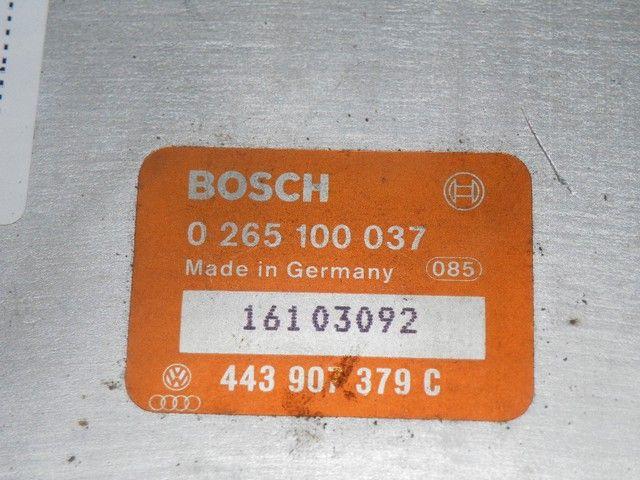 BOSCH
0 265 100 037
Made in Germany 085
16103092
443 907 379 C